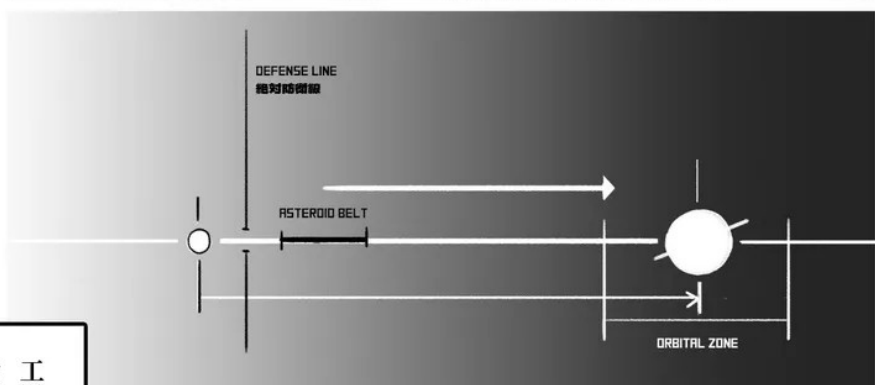 DEFENSE LINE
絶対防衛線
ASTEROID BELT
ORBITAL ZONE
工